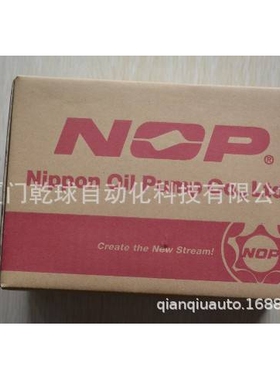 NOP®
Nippon Oil Pump Co., Ltd.
门乾球自动化科技有限公
Create the New Stream!
NOP
qianqiuauto.1688